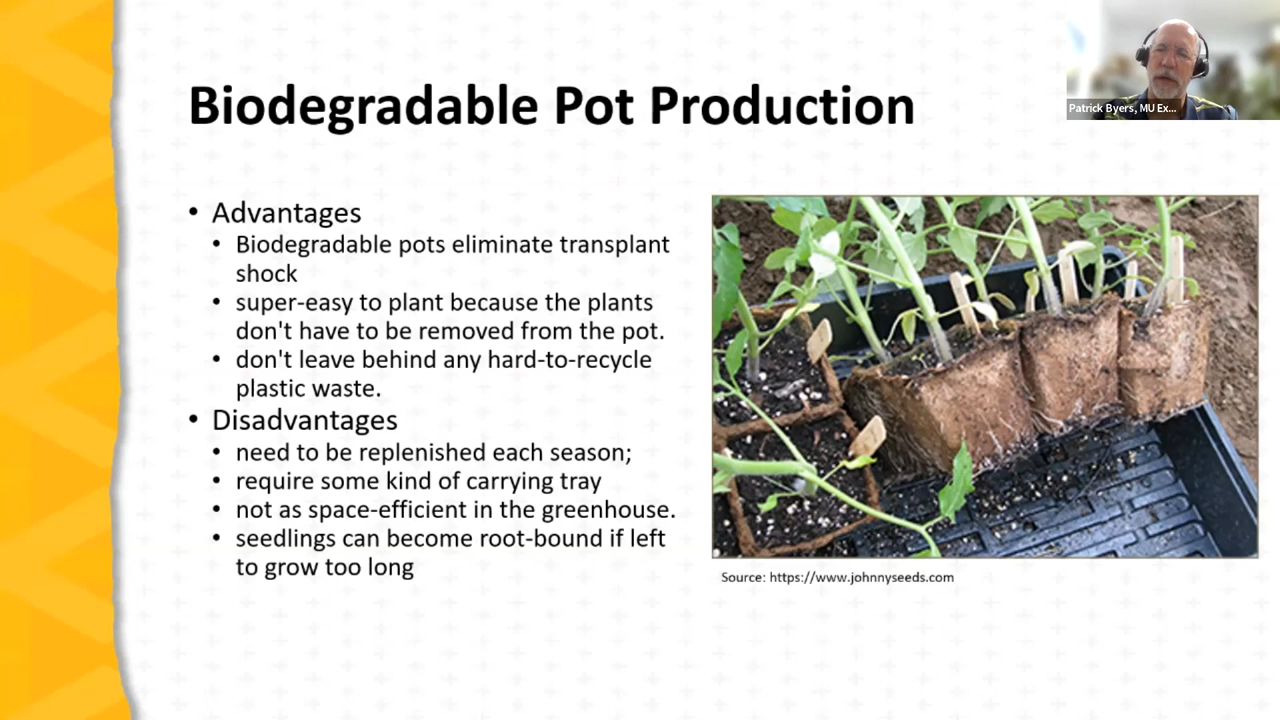 Biodegradable Pot Production
Patrick Byers, MU Ex...
• Advantages
• Biodegradable pots eliminate transplant
shock
• super-easy to plant because the plants
don't have to be removed from the pot.
• don't leave behind any hard-to-recycle
plastic waste.
• Disadvantages
• need to be replenished each season;
• require some kind of carrying tray
• not as space-efficient in the greenhouse.
• seedlings can become root-bound if left
to grow too long
Source: https://www.johnnyseeds.com